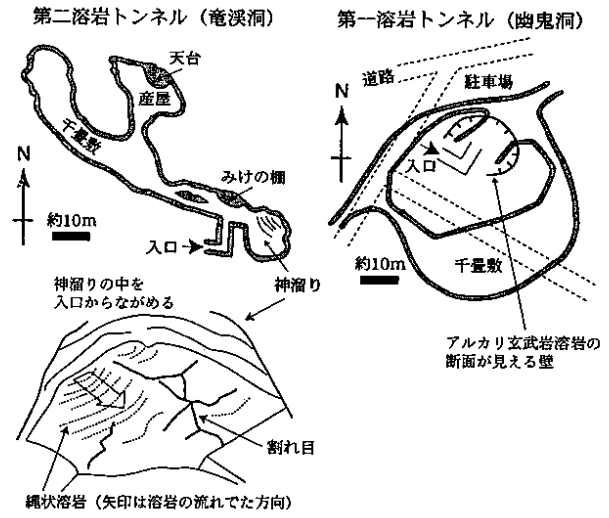 第二溶岩トンネル（竜渓洞）
天台
産屋
千畳敷
N
みけの棚
約10m
入口
神溜り
神溜りの中を
入口からながめる
割れ目
縄状溶岩（矢印は溶岩の流れでた方向）
第一溶岩トンネル（幽鬼洞）
道路
駐車場
N
入口
約10m
千畳敷
アルカリ玄武岩溶岩の
断面が見える壁